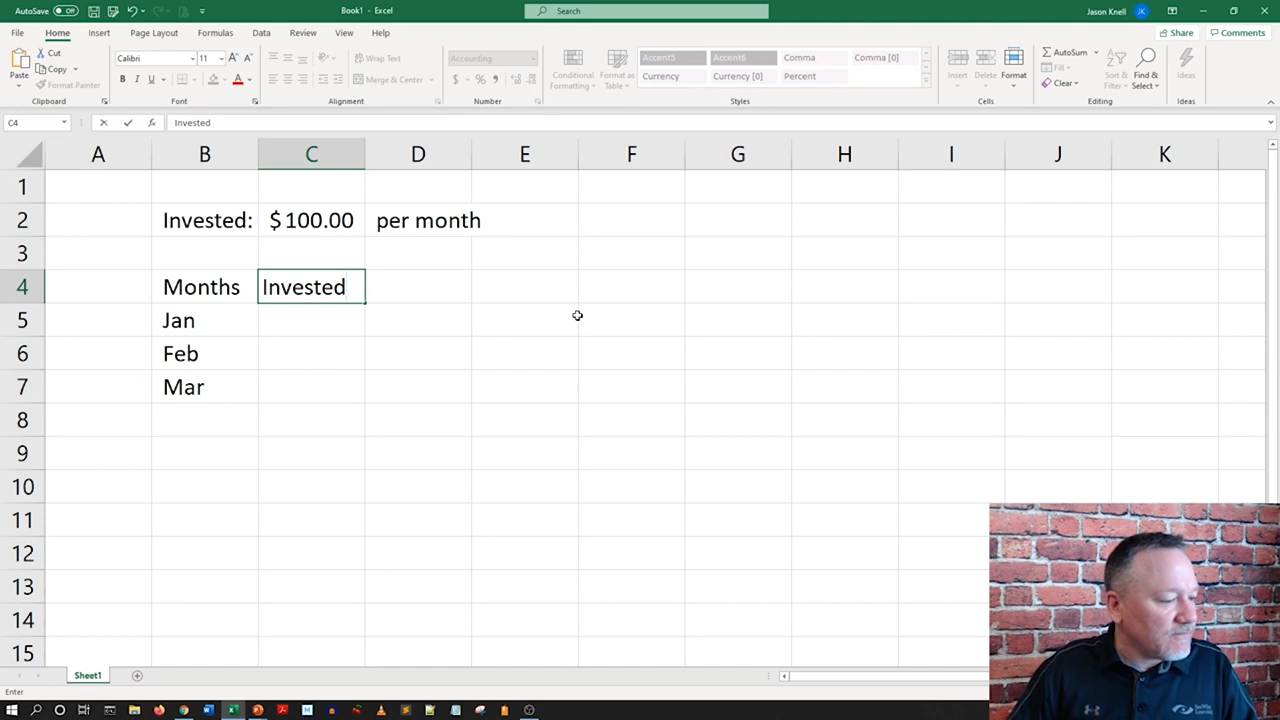 AutoSave Off Book1 - Excel Search Jason Knell JK
File Home Insert Page Layout Formulas Data Review View Help Share Comments
Paste Cut Copy Format Painter Clipboard
Calibri 11 B I U Font
Wrap Text Merge & Center Alignment
Accounting $ % Number
Conditional Formatting Format as Table
Accent5 Accent6 Comma Comma [0]
Currency Currency [0] Percent
Styles
Insert Delete Format Cells
AutoSum Fill Clear Sort & Filter Find & Select Editing
Ideas Ideas
C4 fx Invested
A B C D E F G H I J K
1
2 Invested: $ 100.00 per month
3
4 Months Invested
5 Jan
6 Feb
7 Mar
8
9
10
11
12
13
14
15
Sheet1
Enter